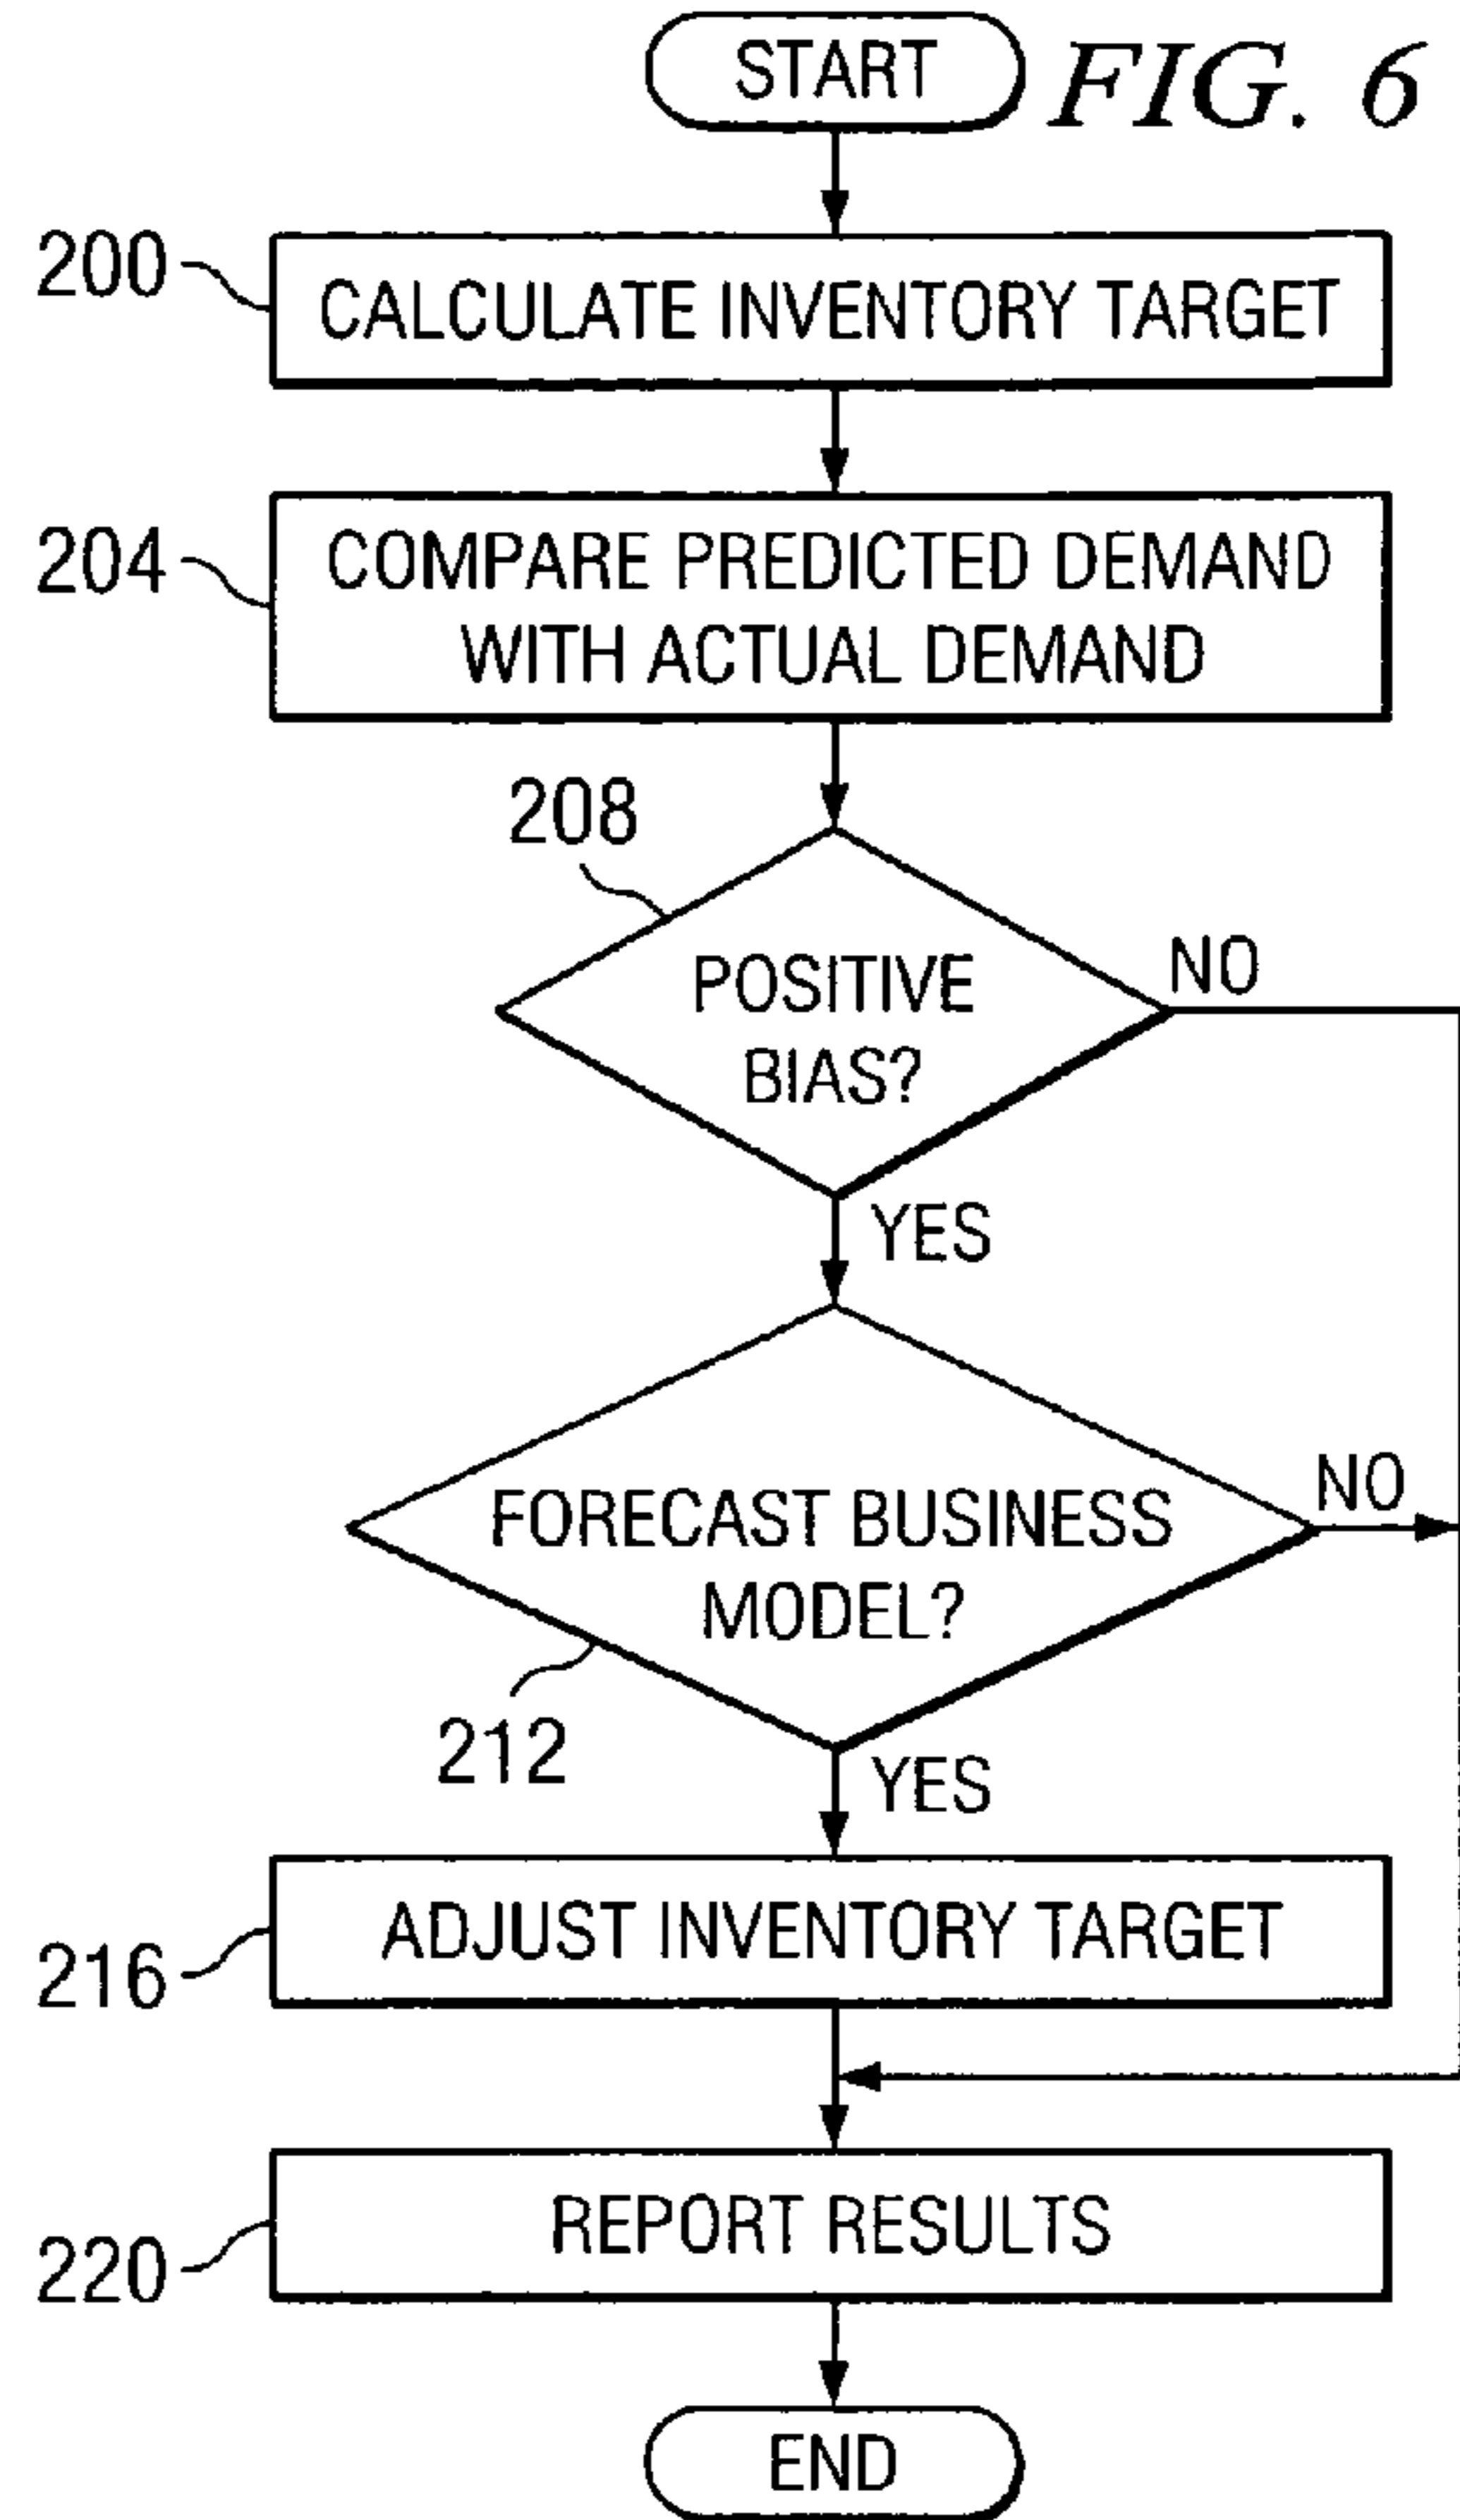 START
FIG. 6
200
CALCULATE INVENTORY TARGET
204
COMPARE PREDICTED DEMAND
WITH ACTUAL DEMAND
208
POSITIVE
BIAS?
NO
YES
FORECAST BUSINESS
MODEL?
NO
212
YES
ADJUST INVENTORY TARGET
216
REPORT RESULTS
220
END